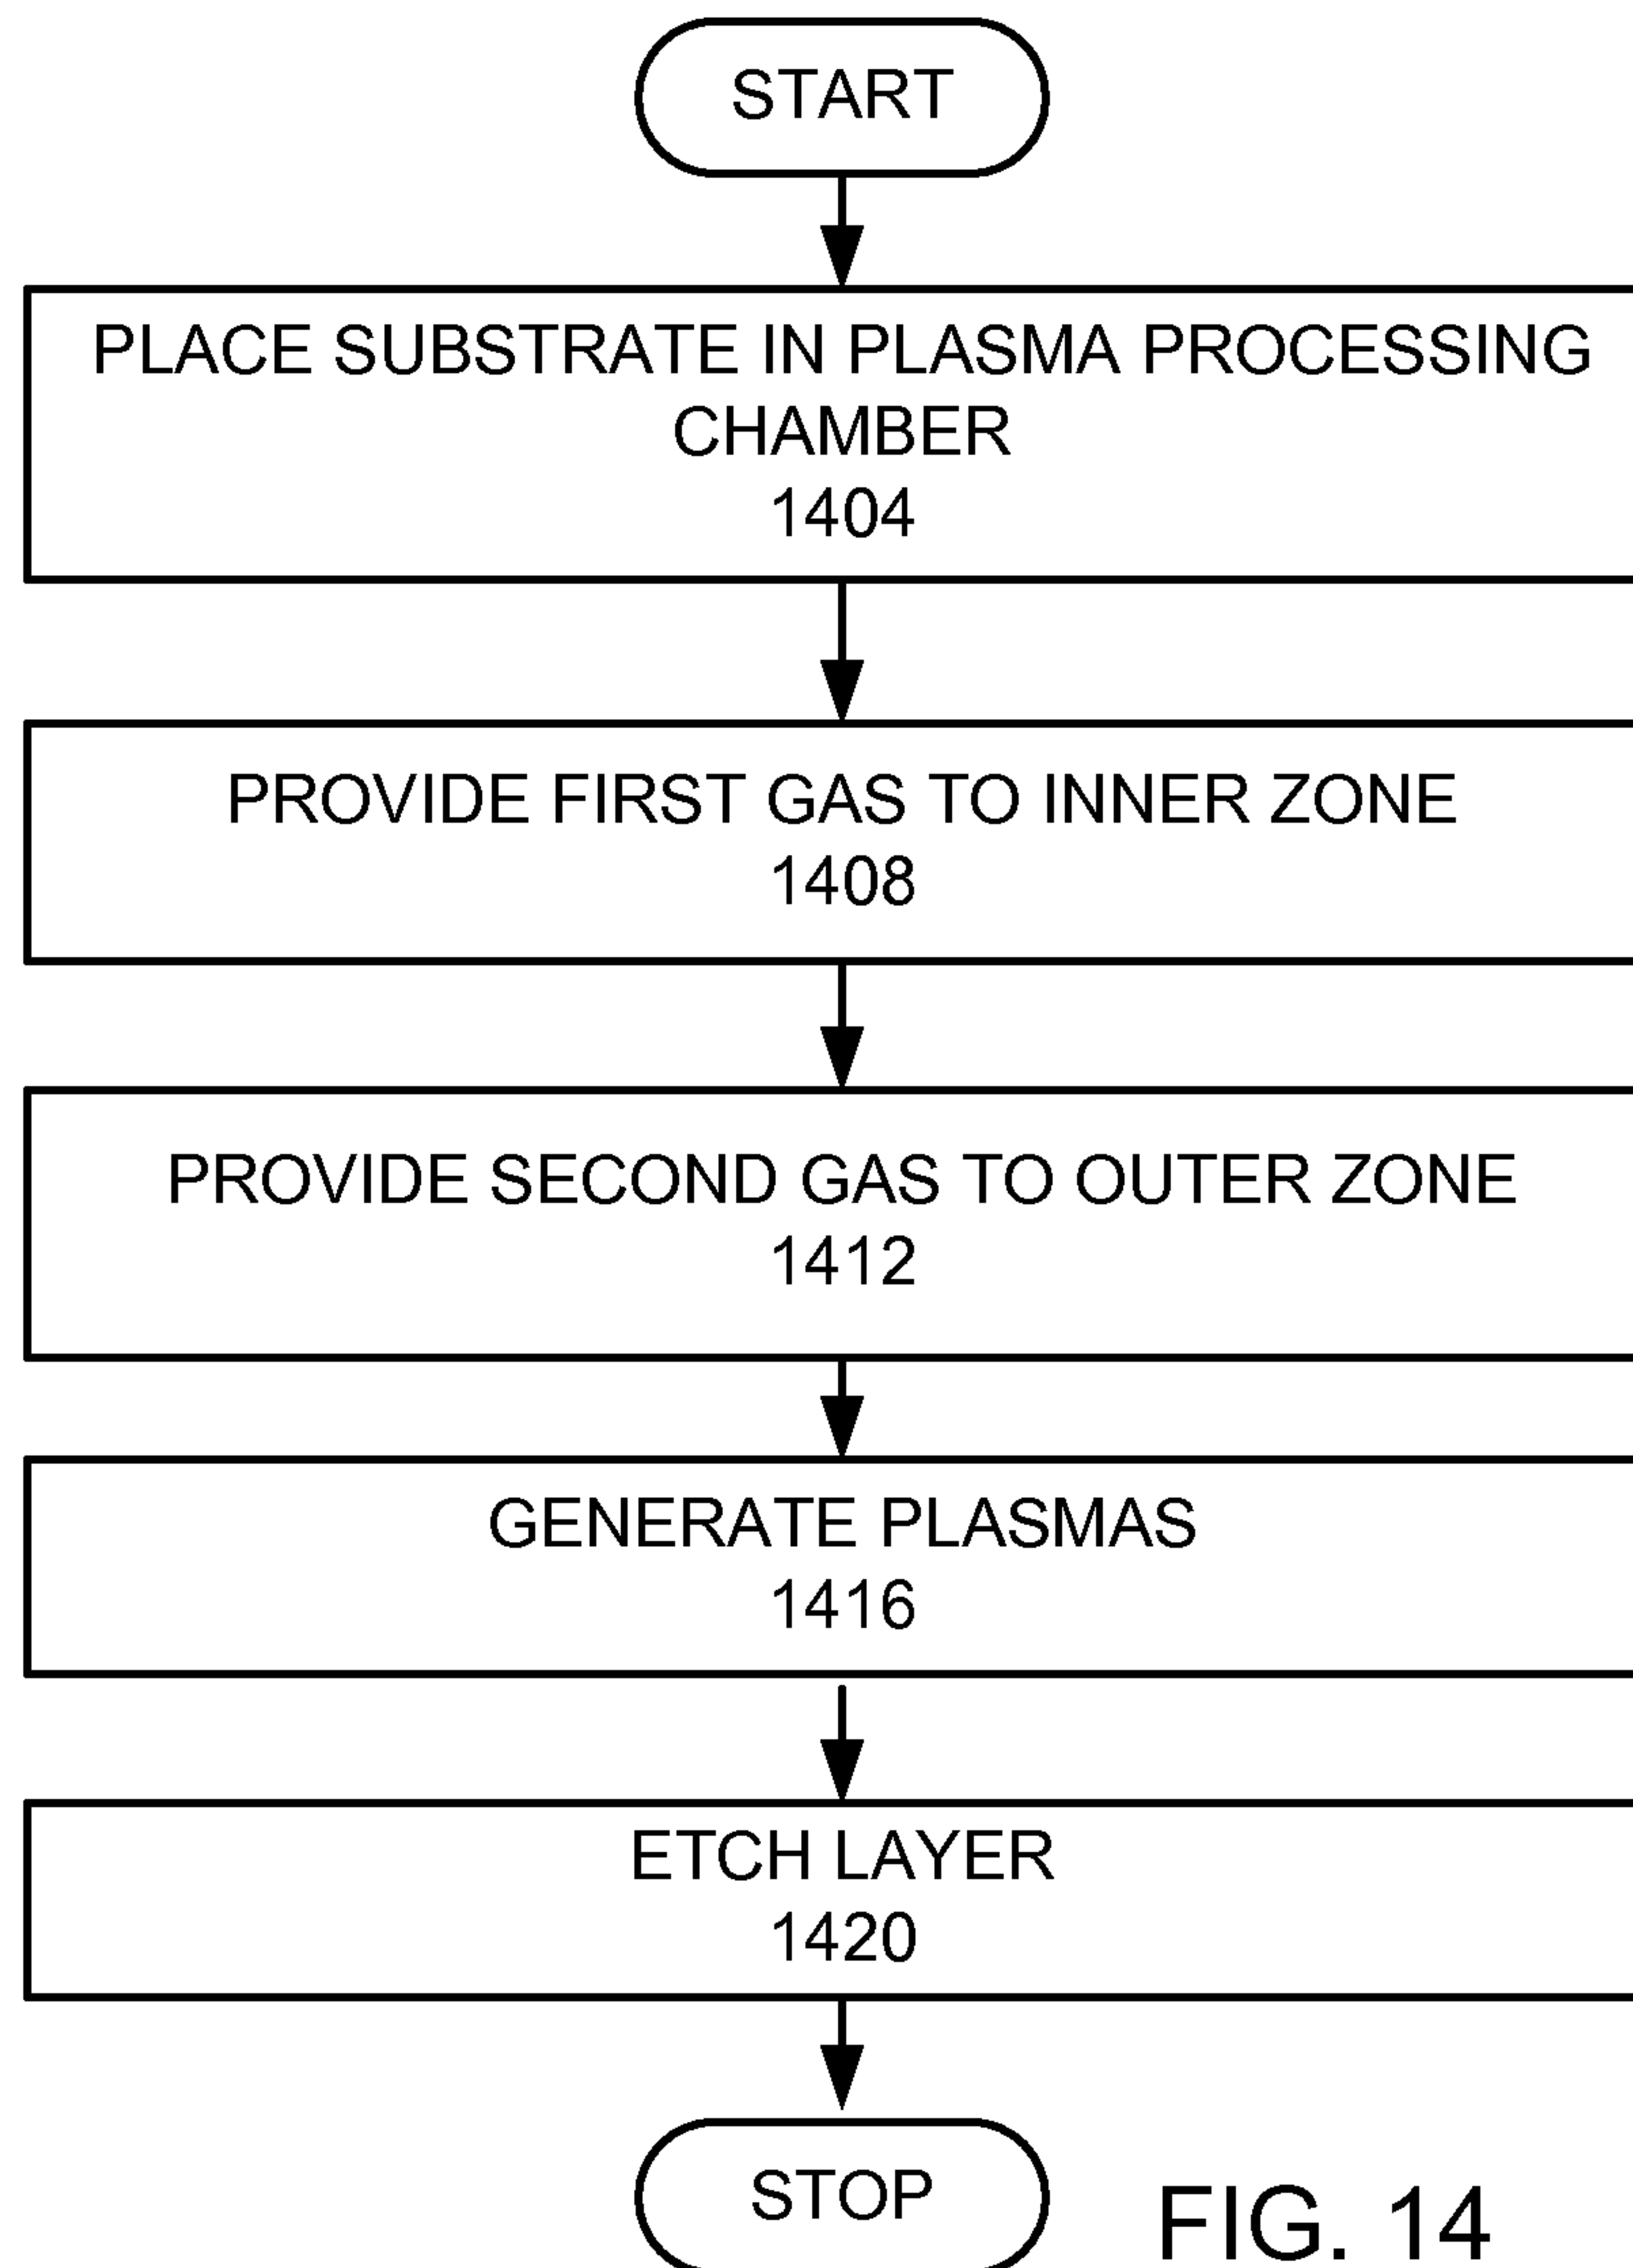 START
PLACE SUBSTRATE IN PLASMA PROCESSING
CHAMBER
1404
PROVIDE FIRST GAS TO INNER ZONE
1408
PROVIDE SECOND GAS TO OUTER ZONE
1412
GENERATE PLASMAS
1416
ETCH LAYER
1420
STOP
FIG. 14